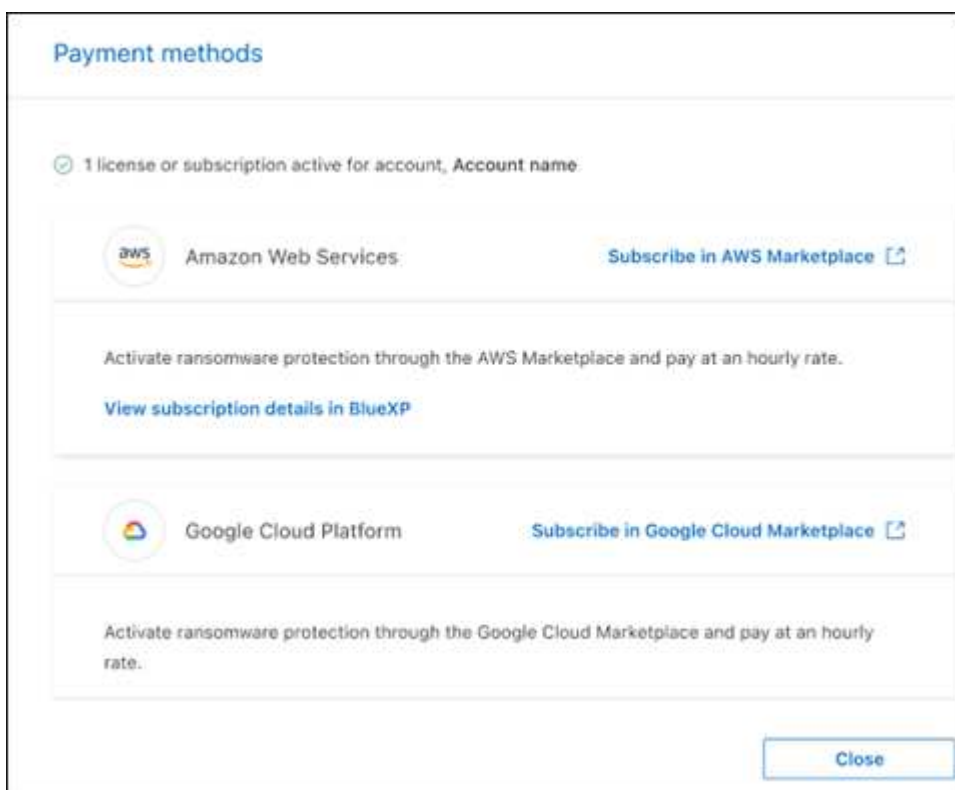 Payment methods
1 license or subscription active for account, Account name
aws
Amazon Web Services
Subscribe in AWS Marketplace
Activate ransomware protection through the AWS Marketplace and pay at an hourly rate.
View subscription details in BlueXP
Google Cloud Platform
Subscribe in Google Cloud Marketplace
Activate ransomware protection through the Google Cloud Marketplace and pay at an hourly
rate.
Close